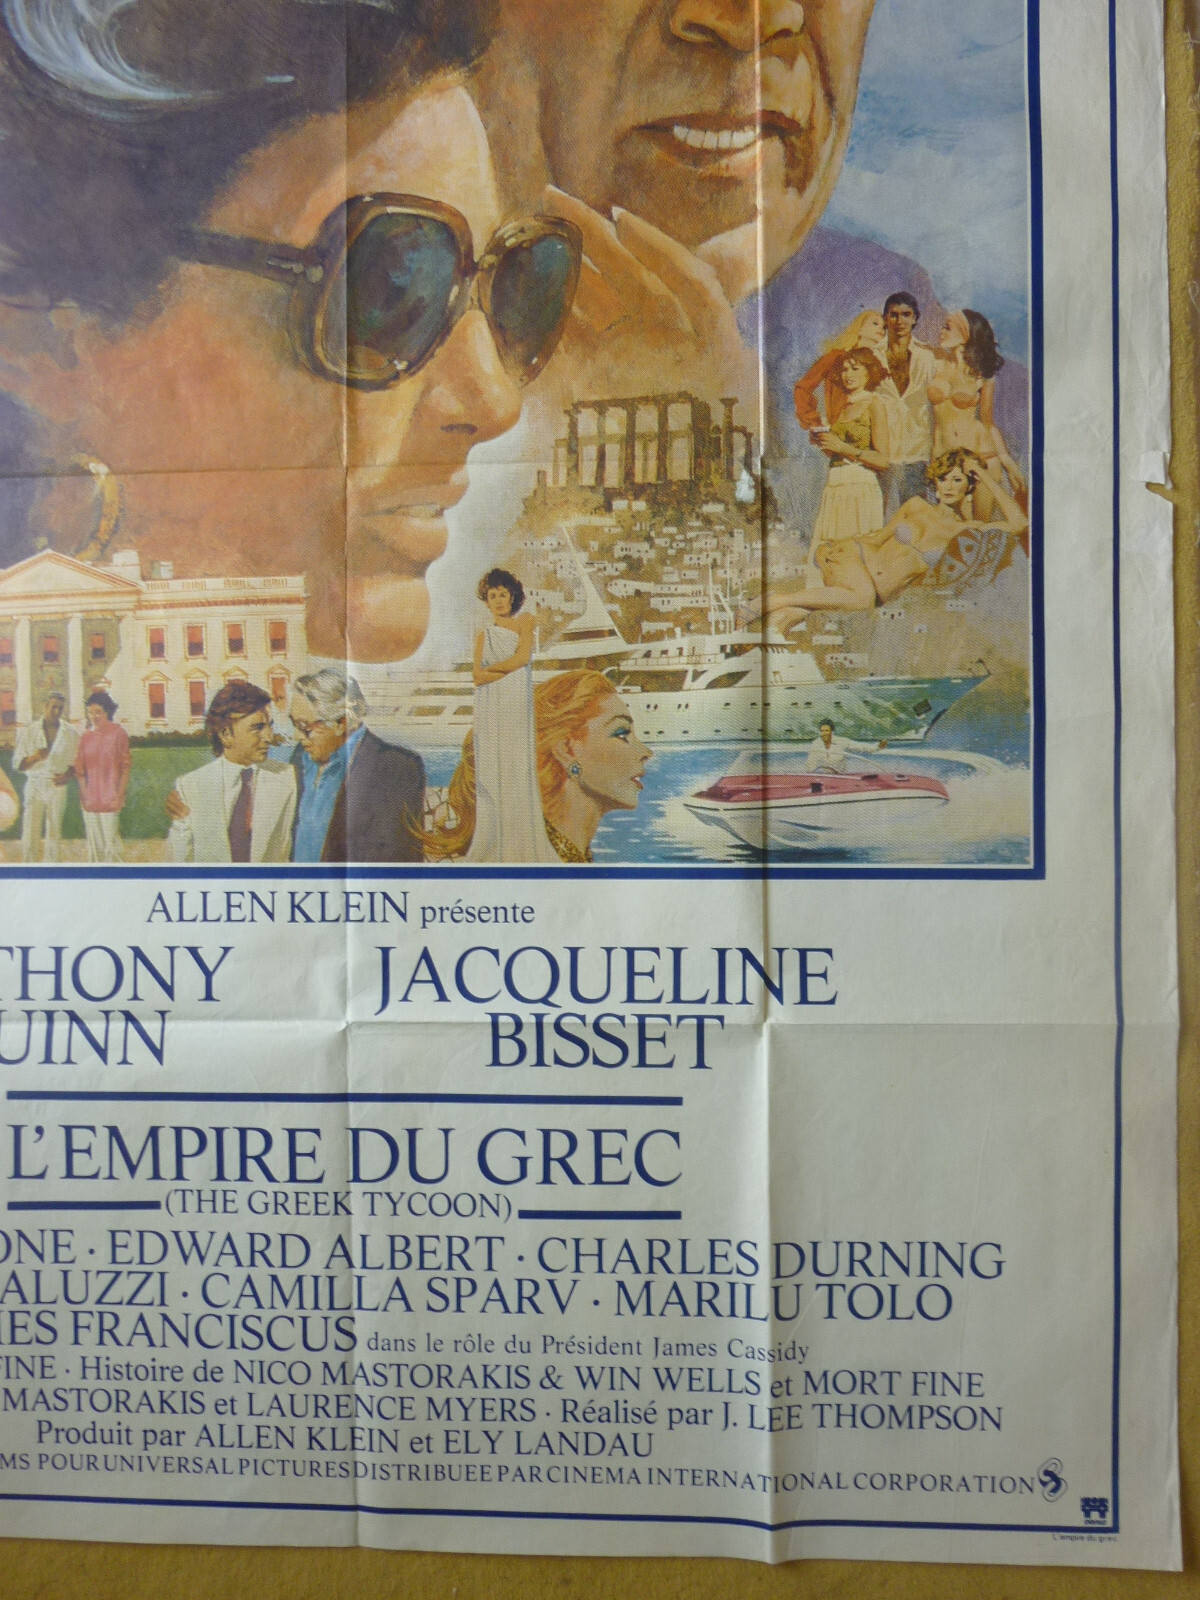 ALLEN KLEIN présente
THONY JACQUELINE
UINN BISSET
L'EMPIRE DU GREC
(THE GREEK TYCOON)
ONE · EDWARD ALBERT · CHARLES DURNING
ALUZZI · CAMILLA SPARV · MARILU TOLO
MES FRANCISCUS dans le rôle du Président James Cassidy
FINE · Histoire de NICO MASTORAKIS & WIN WELLS et MORT FINE
MASTORAKIS et LAURENCE MYERS · Réalisé par J. LEE THOMPSON
Produit par ALLEN KLEIN et ELY LANDAU
MS POUR UNIVERSAL PICTURES DISTRIBUEE PAR CINEMA INTERNATIONAL CORPORATION
L'empire du grec